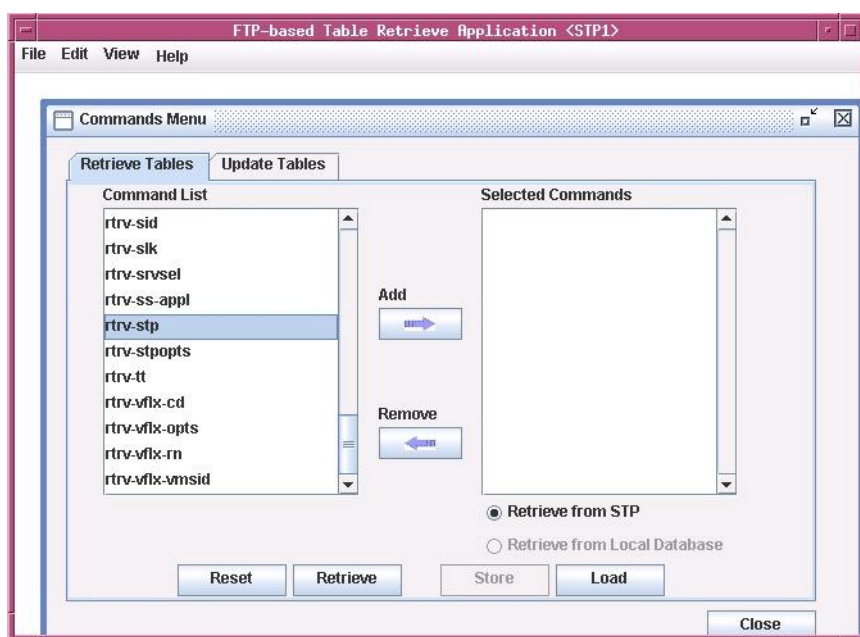 FTP-based Table Retrieve Application <STP1>
File Edit View Help
Commands Menu
Retrieve Tables Update Tables
Command List
rtrv-sid
rtrv-slk
rtrv-srvsel
rtrv-ss-appl
rtrv-stp
rtrv-stpopts
rtrv-tt
rtrv-vflx-cd
rtrv-vflx-opts
rtrv-vflx-rn
rtrv-vflx-vmsid
Add
Remove
Selected Commands
Retrieve from STP
Retrieve from Local Database
Reset Retrieve Store Load
Close